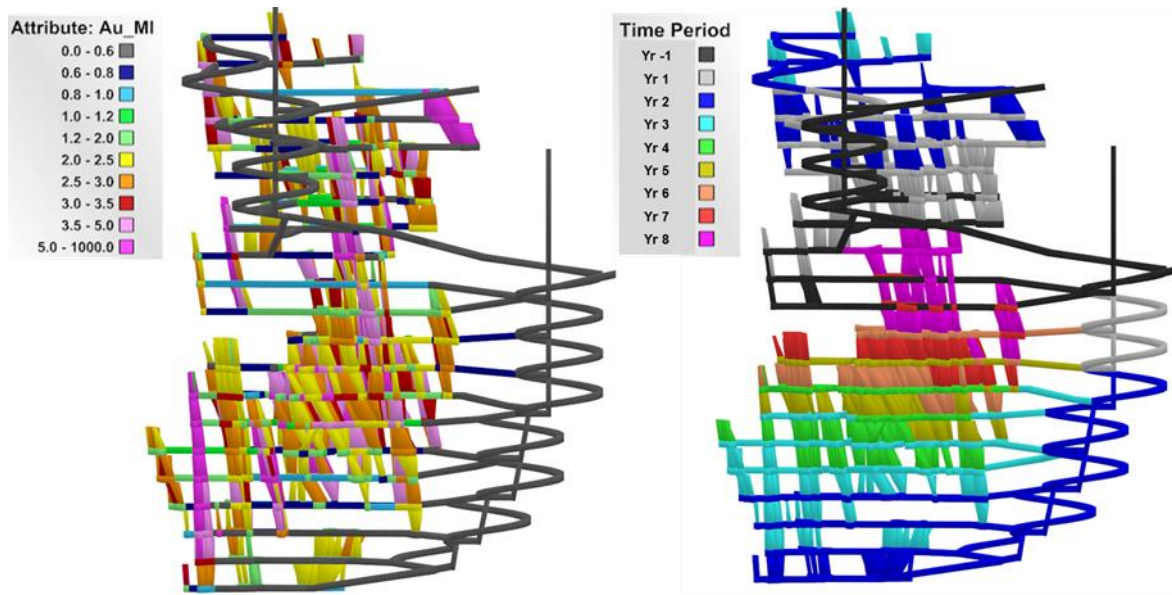 Attribute: Au_MI
0.0 - 0.6
0.6 - 0.8
0.8 - 1.0
1.0 - 1.2
1.2 - 2.0
2.0 - 2.5
2.5 - 3.0
3.0 - 3.5
3.5 - 5.0
5.0 - 1000.0
Time Period
Yr -1
Yr 1
Yr 2
Yr 3
Yr 4
Yr 5
Yr 6
Yr 7
Yr 8